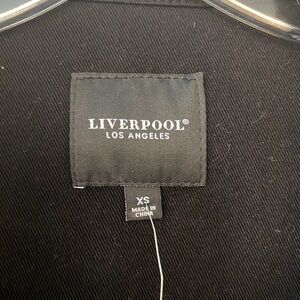 LIVERPOOL®
LOS ANGELES
XS
MADE IN
CHINA